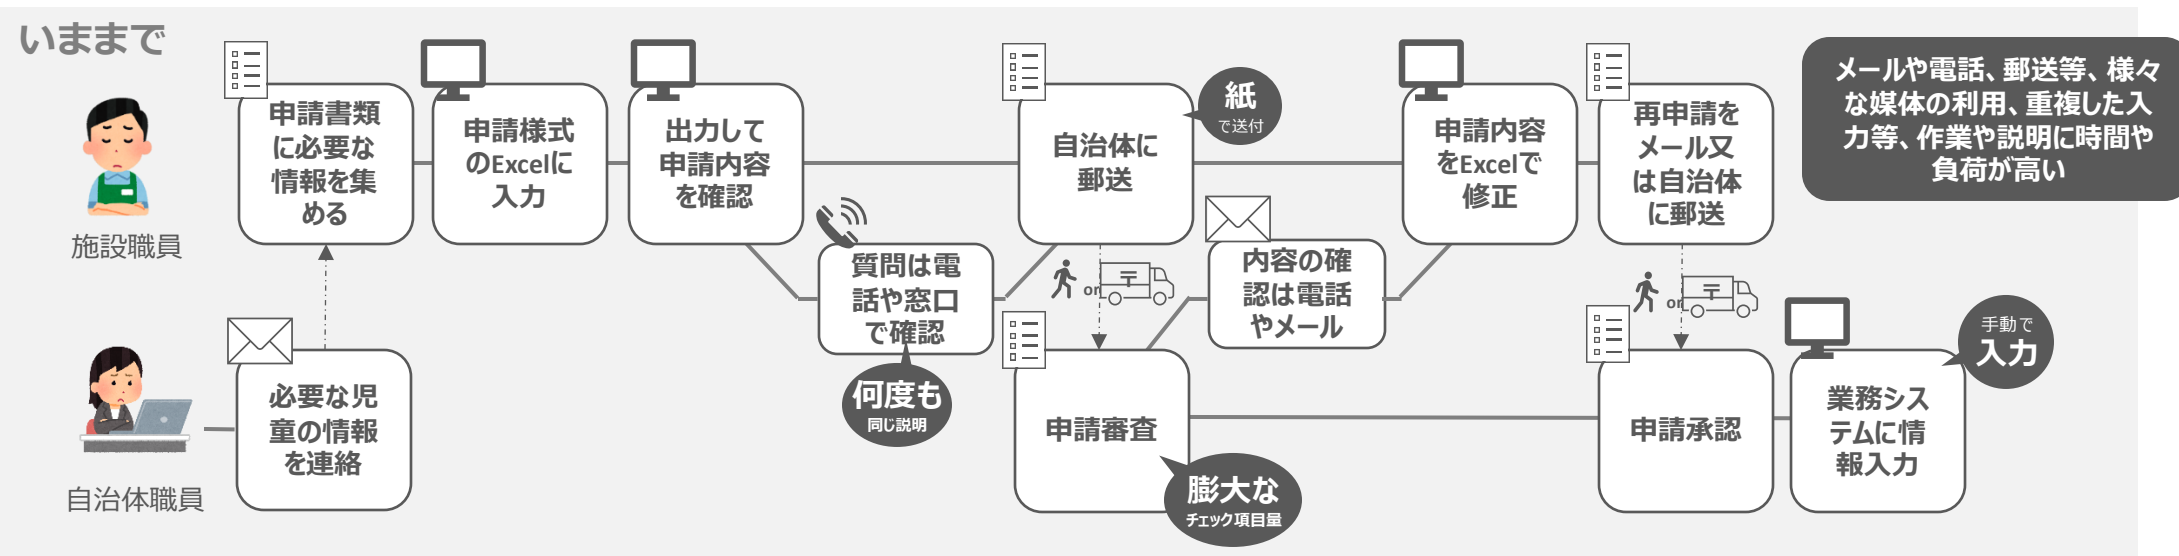 いままで
施設職員
申請書類
に必要な
情報を集
める
申請様式
のExcelに
入力
出力して
申請内容
を確認
質問は電
話や窓口
で確認
何度も
同じ説明
自治体に
郵送
紙
で送付
or
〒
内容の確
認は電話
やメール
申請内容
をExcelで
修正
再申請を
メール又
は自治体
に郵送
or
〒
メールや電話、郵送等、様々
な媒体の利用、重複した入
力等、作業や説明に時間や
負荷が高い
自治体職員
必要な児
童の情報
を連絡
申請審査
膨大な
チェック項目量
申請承認
業務シス
テムに情
報入力
手動で
入力